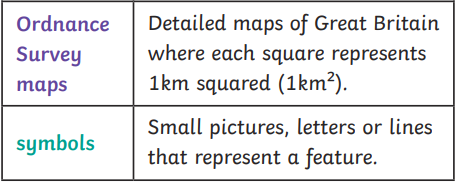 Ordnance
Survey
maps
Detailed maps of Great Britain
where each square represents
1km squared (1km²).
symbols
Small pictures, letters or lines
that represent a feature.